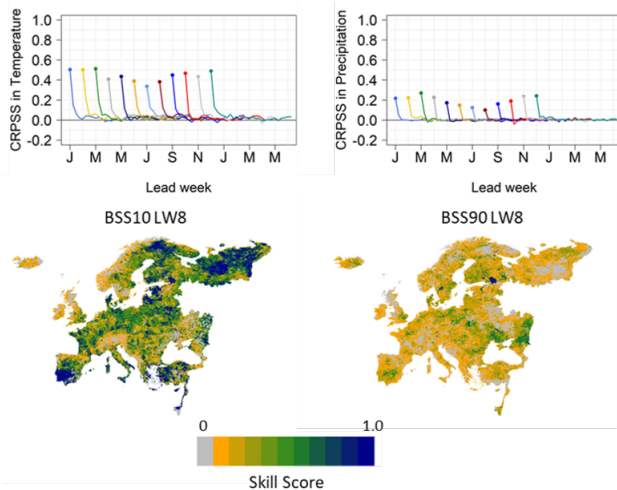 CRPSS in Temperature
1.0
0.8
0.6
0.4
0.2
0.0
-0.2
J M M J S N J M M
Lead week
CRPSS in Precipitation
1.0
0.8
0.6
0.4
0.2
0.0
-0.2
J M M J S N J M M
Lead week
BSS10 LW8
BSS90 LW8
0 1.0
Skill Score